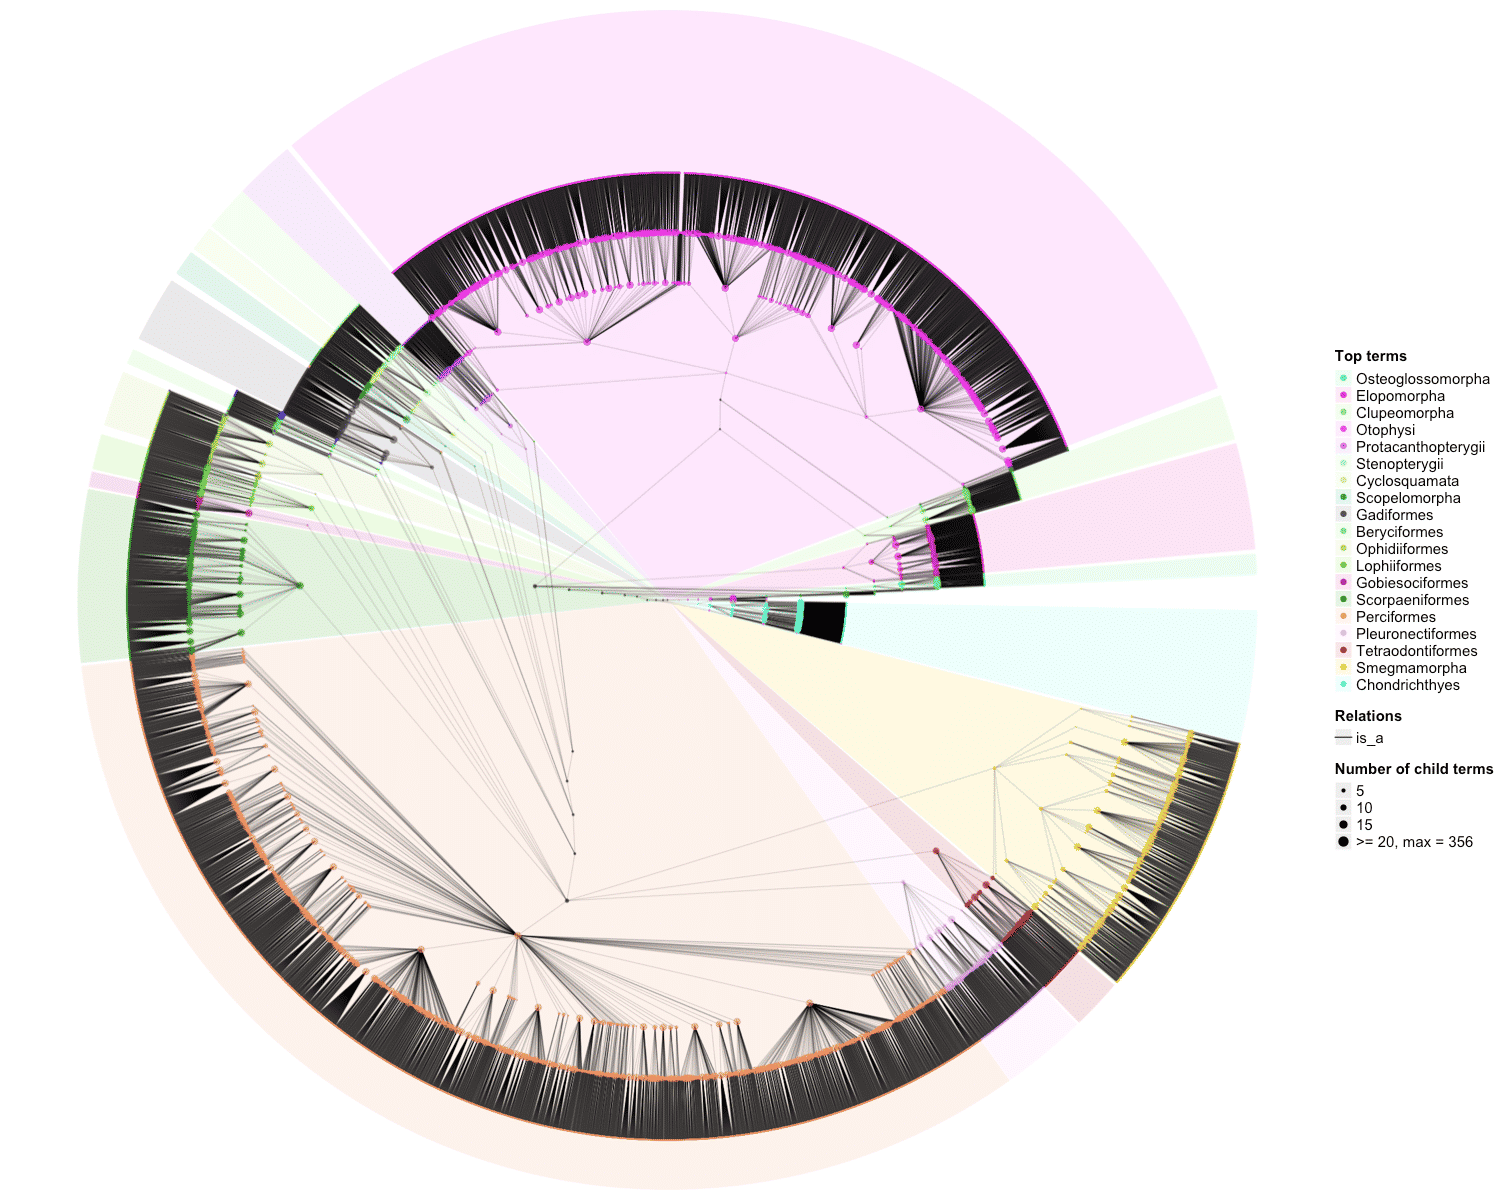 Top terms
Osteoglossomorpha
Elopomorpha
Clupeomorpha
Otophysi
Protacanthopterygii
Stenopterygii
Cyclosquamata
Scopelomorpha
Gadiformes
Beryciformes
Ophidiiformes
Lophiiformes
Gobiesociformes
Scorpaeniformes
Perciformes
Pleuronectiformes
Tetraodontiformes
Smegmamorpha
Chondrichthyes
Relations
is_a
Number of child terms
5
10
15
>= 20, max = 356